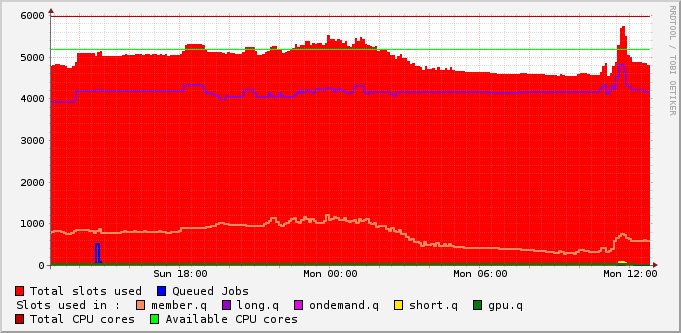 6000
5000
4000
3000
2000
1000
0
Sun 18:00 Mon 00:00 Mon 06:00 Mon 12:00
Total slots used Queued Jobs
Slots used in : member.q long.q ondemand.q short.q gpu.q
Total CPU cores Available CPU cores
RRDTOOL / TOBI OETIKER